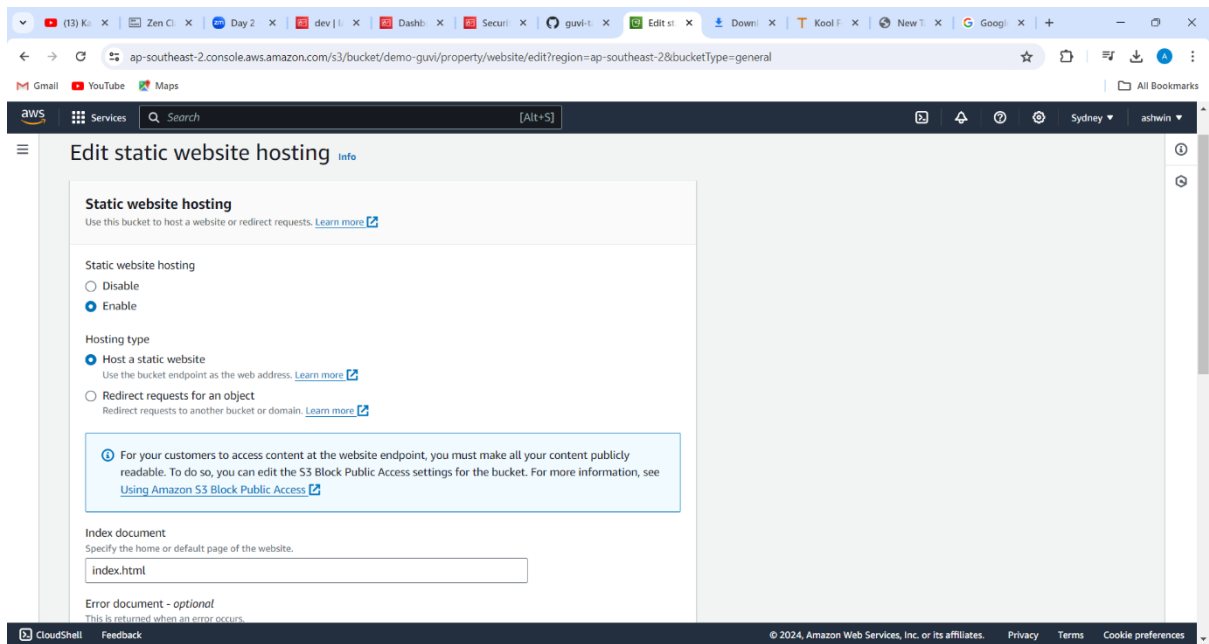 (13) Ka
Zen Cl
Day 2
dev | I
Dashb
Securi
guvi-t
Edit st
Downl
Kool F
New T
Googl
ap-southeast-2.console.aws.amazon.com/s3/bucket/demo-guvi/property/website/edit?region=ap-southeast-2&bucketType=general
Gmail YouTube Maps All Bookmarks
aws Services Search [Alt+S] Sydney ashwin
Edit static website hosting Info
Static website hosting
Use this bucket to host a website or redirect requests. Learn more
Static website hosting
Disable
Enable
Hosting type
Host a static website
Use the bucket endpoint as the web address. Learn more
Redirect requests for an object
Redirect requests to another bucket or domain. Learn more
For your customers to access content at the website endpoint, you must make all your content publicly
readable. To do so, you can edit the S3 Block Public Access settings for the bucket. For more information, see
Using Amazon S3 Block Public Access
Index document
Specify the home or default page of the website.
index.html
Error document - optional
This is returned when an error occurs.
CloudShell Feedback © 2024, Amazon Web Services, Inc. or its affiliates. Privacy Terms Cookie preferences